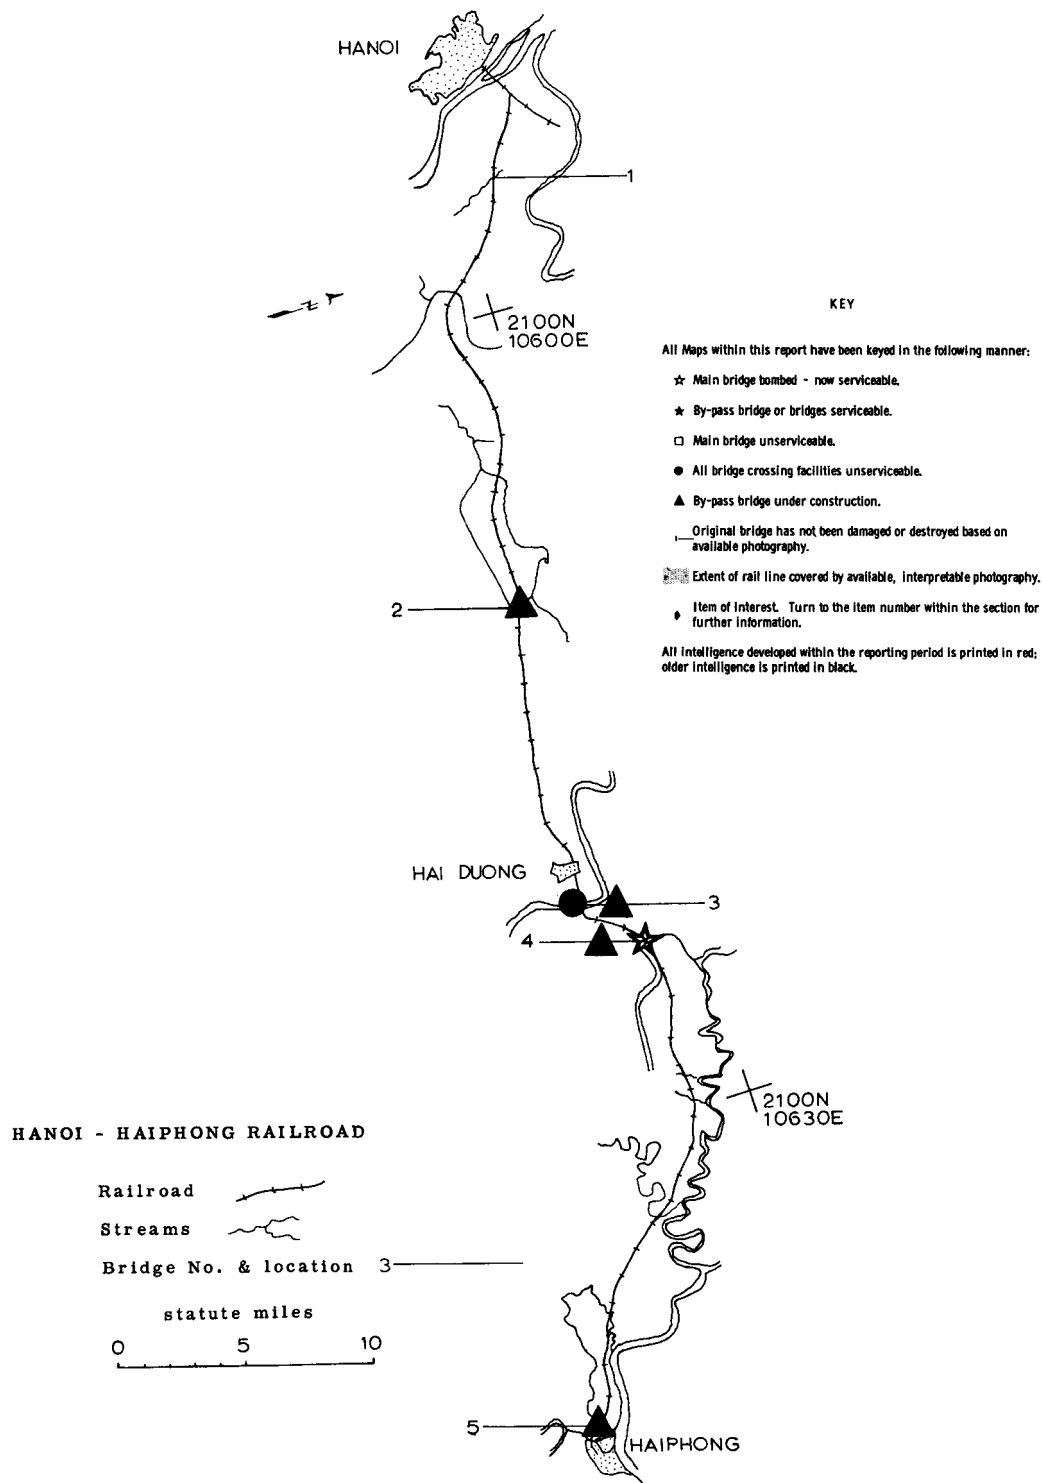 HANOI
1
N
2100N
10600E
KEY
All Maps within this report have been keyed in the following manner:
Main bridge bombed - now serviceable.
By-pass bridge or bridges serviceable.
Main bridge unserviceable.
All bridge crossing facilities unserviceable.
By-pass bridge under construction.
Original bridge has not been damaged or destroyed based on
available photography.
Extent of rail line covered by available, interpretable photography.
Item of interest. Turn to the item number within the section for
further information.
All intelligence developed within the reporting period is printed in red;
older intelligence is printed in black.
2
HAI DUONG
3
4
2100N
10630E
HANOI - HAIPHONG RAILROAD
Railroad
Streams
Bridge No. & location 3
statute miles
0 5 10
5
HAIPHONG